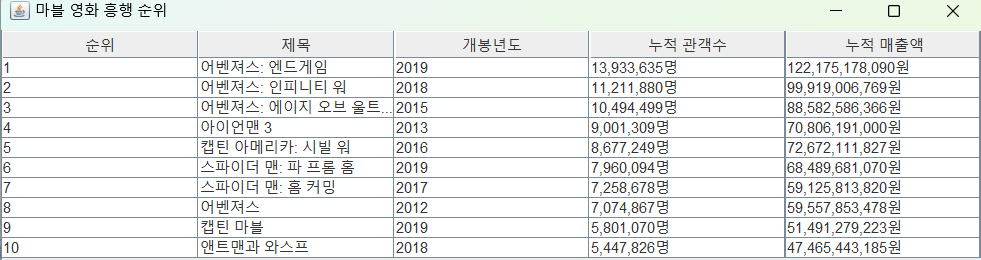 마블 영화 흥행 순위
순위 제목 개봉년도 누적 관객수 누적 매출액
1 어벤져스: 엔드게임 2019 13,933,635명 122,175,178,090원
2 어벤져스: 인피니티 워 2018 11,211,880명 99,919,006,769원
3 어벤져스: 에이지 오브 울트... 2015 10,494,499명 88,582,586,366원
4 아이언맨 3 2013 9,001,309명 70,806,191,000원
5 캡틴 아메리카: 시빌 워 2016 8,677,249명 72,672,111,827원
6 스파이더 맨: 파 프롬 홈 2019 7,960,094명 68,489,681,070원
7 스파이더 맨: 홈 커밍 2017 7,258,678명 59,125,813,820원
8 어벤져스 2012 7,074,867명 59,557,853,478원
9 캡틴 마블 2019 5,801,070명 51,491,279,223원
10 앤트맨과 와스프 2018 5,447,826명 47,465,443,185원